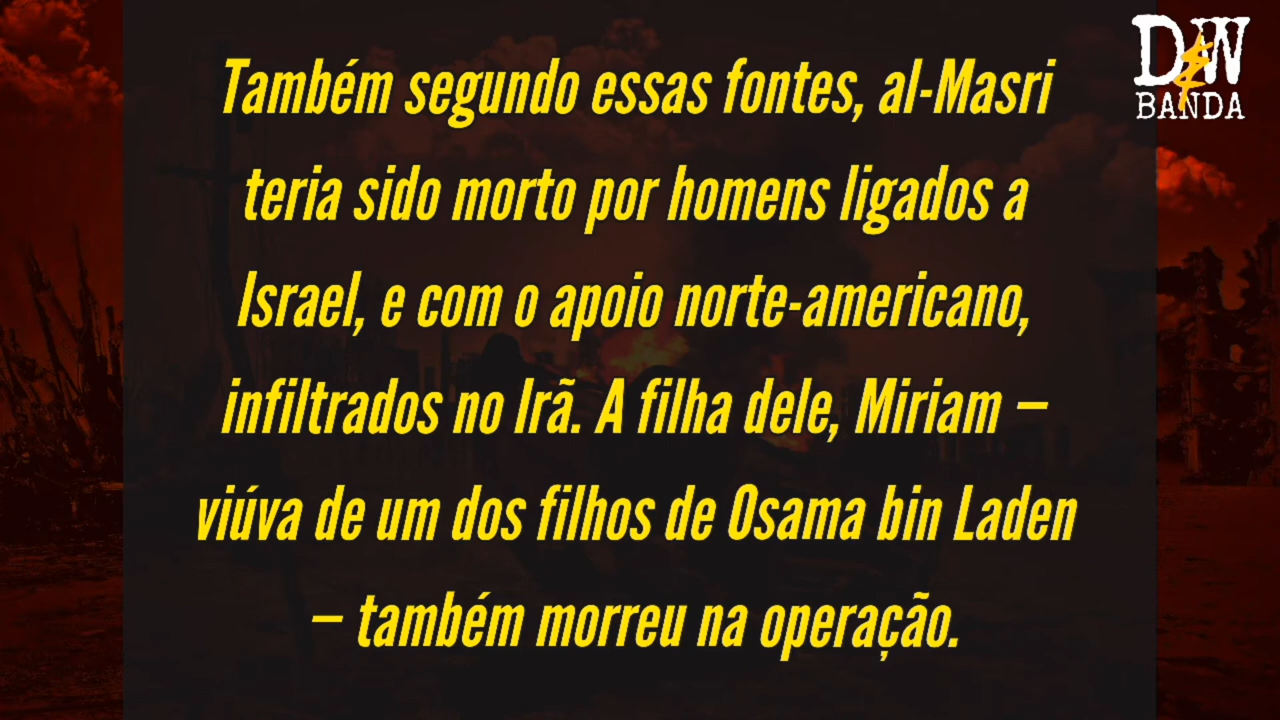 D&W
BANDA
Também segundo essas fontes, al-Masri
teria sido morto por homens ligados a
Israel, e com o apoio norte-americano,
infiltrados no Irã. A filha dele, Miriam –
viúva de um dos filhos de Osama bin Laden
– também morreu na operação.